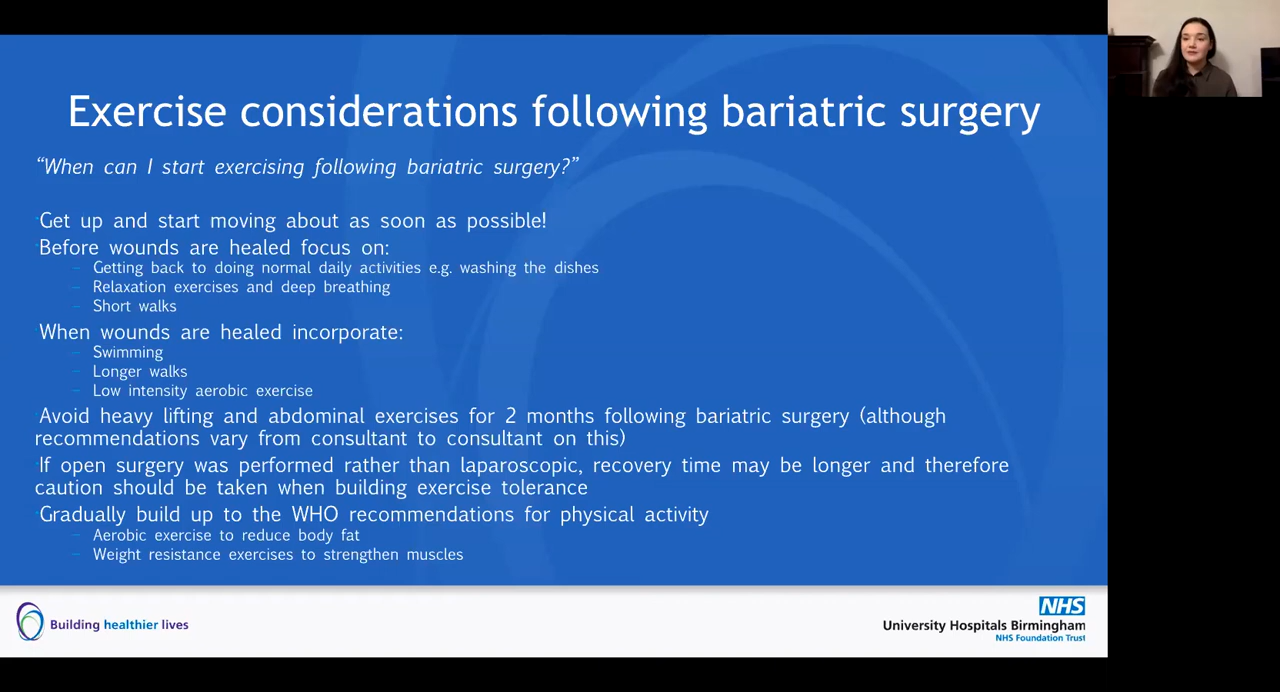 Exercise considerations following bariatric surgery
“When can I start exercising following bariatric surgery?”
Get up and start moving about as soon as possible!
Before wounds are healed focus on:
– Getting back to doing normal daily activities e.g. washing the dishes
– Relaxation exercises and deep breathing
– Short walks
When wounds are healed incorporate:
– Swimming
– Longer walks
– Low intensity aerobic exercise
Avoid heavy lifting and abdominal exercises for 2 months following bariatric surgery (although
recommendations vary from consultant to consultant on this)
If open surgery was performed rather than laparoscopic, recovery time may be longer and therefore
caution should be taken when building exercise tolerance
Gradually build up to the WHO recommendations for physical activity
– Aerobic exercise to reduce body fat
– Weight resistance exercises to strengthen muscles
Building healthier lives
NHS
University Hospitals Birmingham
NHS Foundation Trust